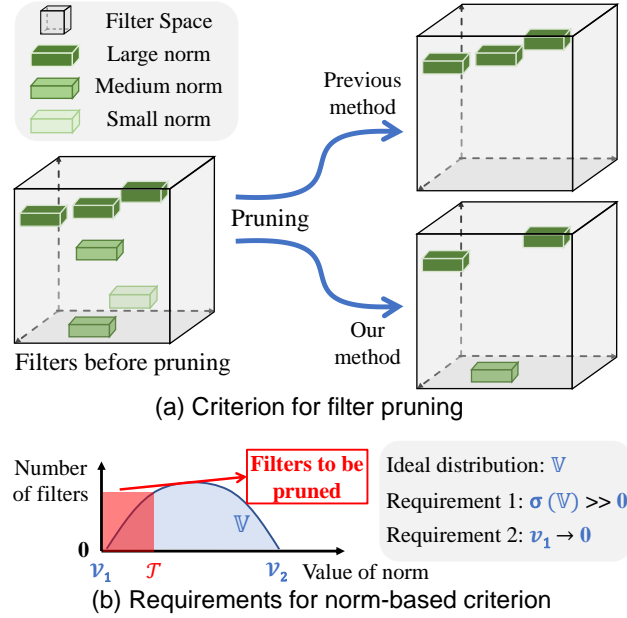 Filter Space
Large norm
Medium norm
Small norm
Previous
method
Pruning
Our
method
Filters before pruning
(a) Criterion for filter pruning
Number
of filters
Filters to be
pruned
𝕍
0
𝒱₁
𝒯
𝒱₂
Value of norm
Ideal distribution: 𝕍
Requirement 1: σ (𝕍) >> 0
Requirement 2: 𝒱₁ → 0
(b) Requirements for norm-based criterion